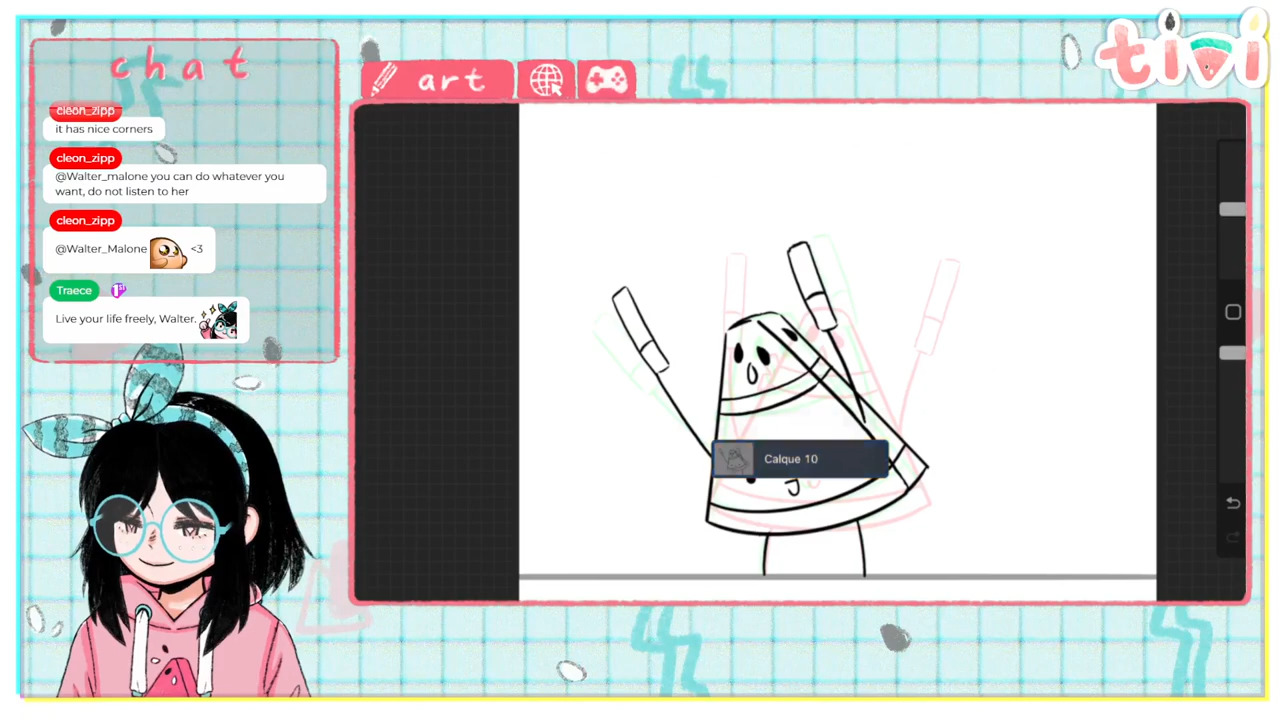 chat
art
tivi
cleon_zipp
it has nice corners
cleon_zipp
@Walter_malone you can do whatever you
want, do not listen to her
cleon_zipp
@Walter_Malone <3
Traece 1st
Live your life freely, Walter.
Calque 10